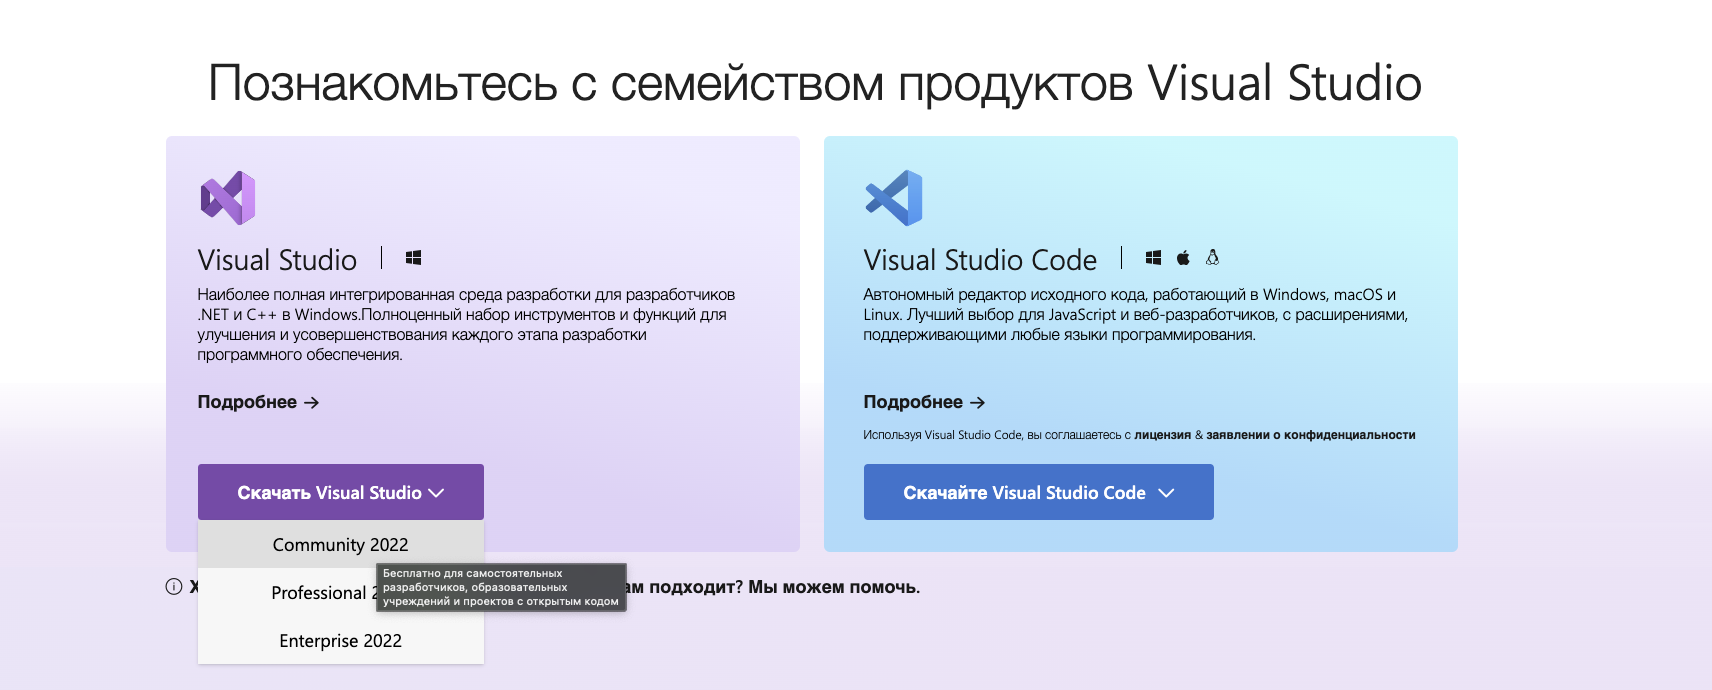 Познакомьтесь с семейством продуктов Visual Studio
Visual Studio
Наиболее полная интегрированная среда разработки для разработчиков
.NET и C++ в Windows.Полноценный набор инструментов и функций для
улучшения и усовершенствования каждого этапа разработки
программного обеспечения.
Подробнее →
Скачать Visual Studio
Community 2022
Professional
Enterprise 2022
Бесплатно для самостоятельных
разработчиков, образовательных
учреждений и проектов с открытым кодом
Visual Studio Code
Автономный редактор исходного кода, работающий в Windows, macOS и
Linux. Лучший выбор для JavaScript и веб-разработчиков, с расширениями,
поддерживающими любые языки программирования.
Подробнее →
Используя Visual Studio Code, вы соглашаетесь с лицензия & заявлении о конфиденциальности
Скачайте Visual Studio Code
подходит? Мы можем помочь.